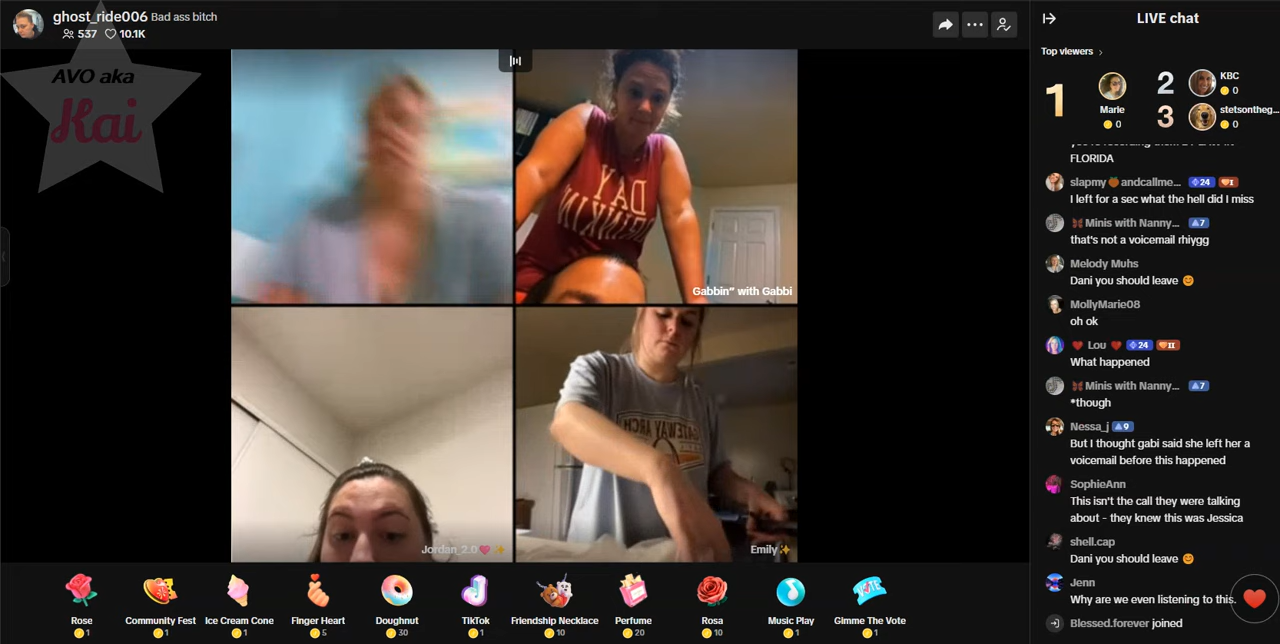 ghost_ride006 Bad ass bitch
537 10.1K
AVO aka
Kai
DAY
DRINKIN
Gabbin" with Gabbi
Jordan_2.0
GATEWAY ARCH
Emily
Rose
1
Community Fest
1
Ice Cream Cone
1
Finger Heart
5
Doughnut
30
TikTok
1
Friendship Necklace
10
Perfume
20
Rosa
10
Music Play
1
Gimme The Vote
1
LIVE chat
Top viewers
1
Marie
0
2
KBC
0
3
stetsontheg...
0
FLORIDA
slapmy🍑andcallme... 24 I
I left for a sec what the hell did I miss
Minis with Nanny... 7
that's not a voicemail rhiygg
Melody Muhs
Dani you should leave 😊
MollyMarie08
oh ok
♥ Lou ♥ 24 II
What happened
Minis with Nanny... 7
*though
Nessa_j 9
But I thought gabi said she left her a
voicemail before this happened
SophieAnn
This isn't the call they were talking
about - they knew this was Jessica
shell.cap
Dani you should leave 😊
Jenn
Why are we even listening to this.
Blessed.forever joined